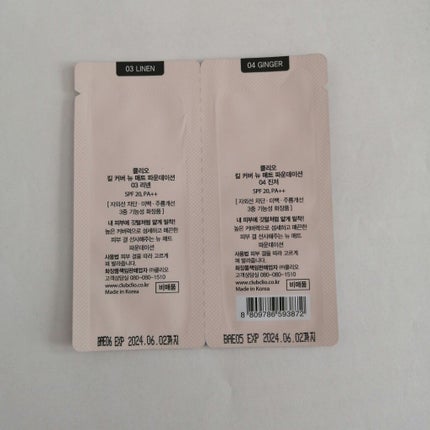 03 LINEN
클리오
킬 커버 뉴 매트 파운데이션
03 리넨
SPF 20, PA++
[ 자외선 차단 · 미백 · 주름개선
3중 기능성 화장품 ]
내 피부에 깃털처럼 얇게 밀착!
높은 커버력으로 섬세하고 매끈한
피부 결 선사해주는 뉴 매트
파운데이션
사용법 피부 결을 따라 고르게
펴 발라줍니다.
화장품책임판매업자 ㈜클리오
고객상담실 080-080-1510
www.clubclio.co.kr
Made in Korea
비매품
BAE06 EXP 2024.06.02까지
04 GINGER
클리오
킬 커버 뉴 매트 파운데이션
04 진저
SPF 20, PA++
[ 자외선 차단 · 미백 · 주름개선
3중 기능성 화장품 ]
내 피부에 깃털처럼 얇게 밀착!
높은 커버력으로 섬세하고 매끈한
피부 결 선사해주는 뉴 매트
파운데이션
사용법 피부 결을 따라 고르게
펴 발라줍니다.
화장품책임판매업자 ㈜클리오
고객상담실 080-080-1510
www.clubclio.co.kr
Made in Korea
비매품
8 809786 593872
BAE05 EXP 2024.06.02까지